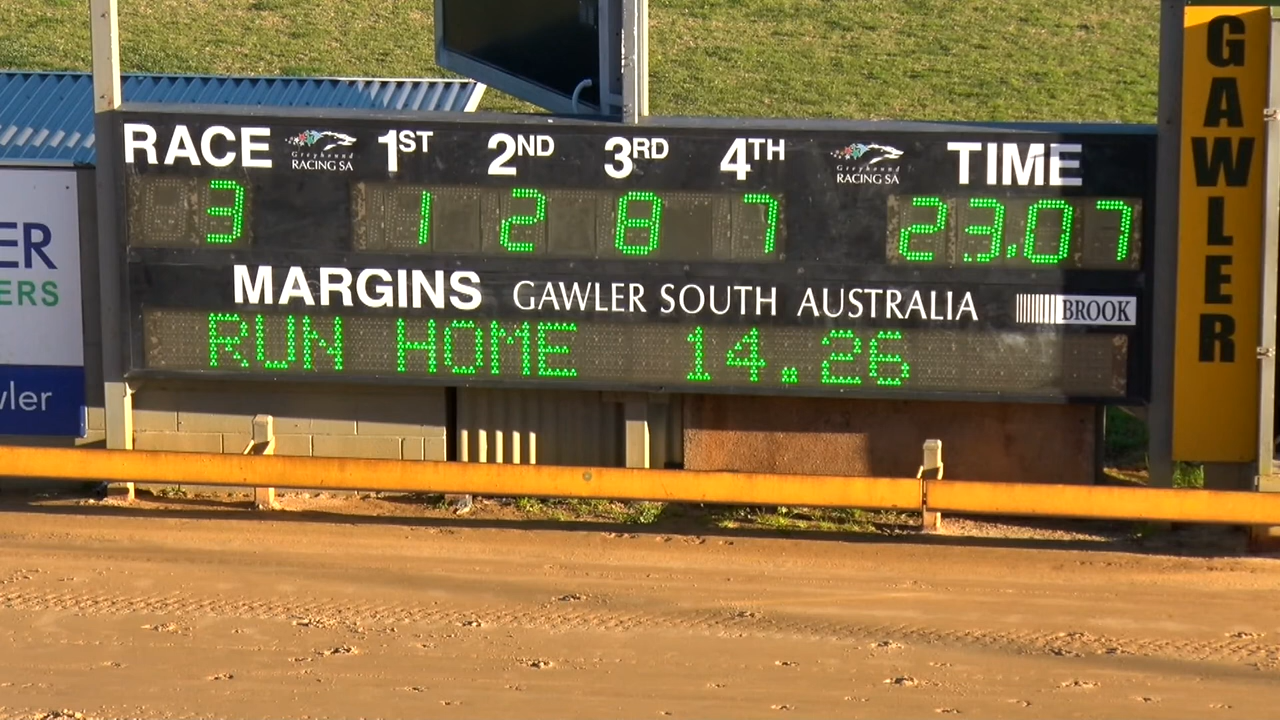 RACE Greyhound RACING SA 1ST 2ND 3RD 4TH Greyhound RACING SA TIME
3 1 2 8 7 23.07
MARGINS GAWLER SOUTH AUSTRALIA BROOK
RUN HOME 14.26
GAWLER
ER
ERS
wler